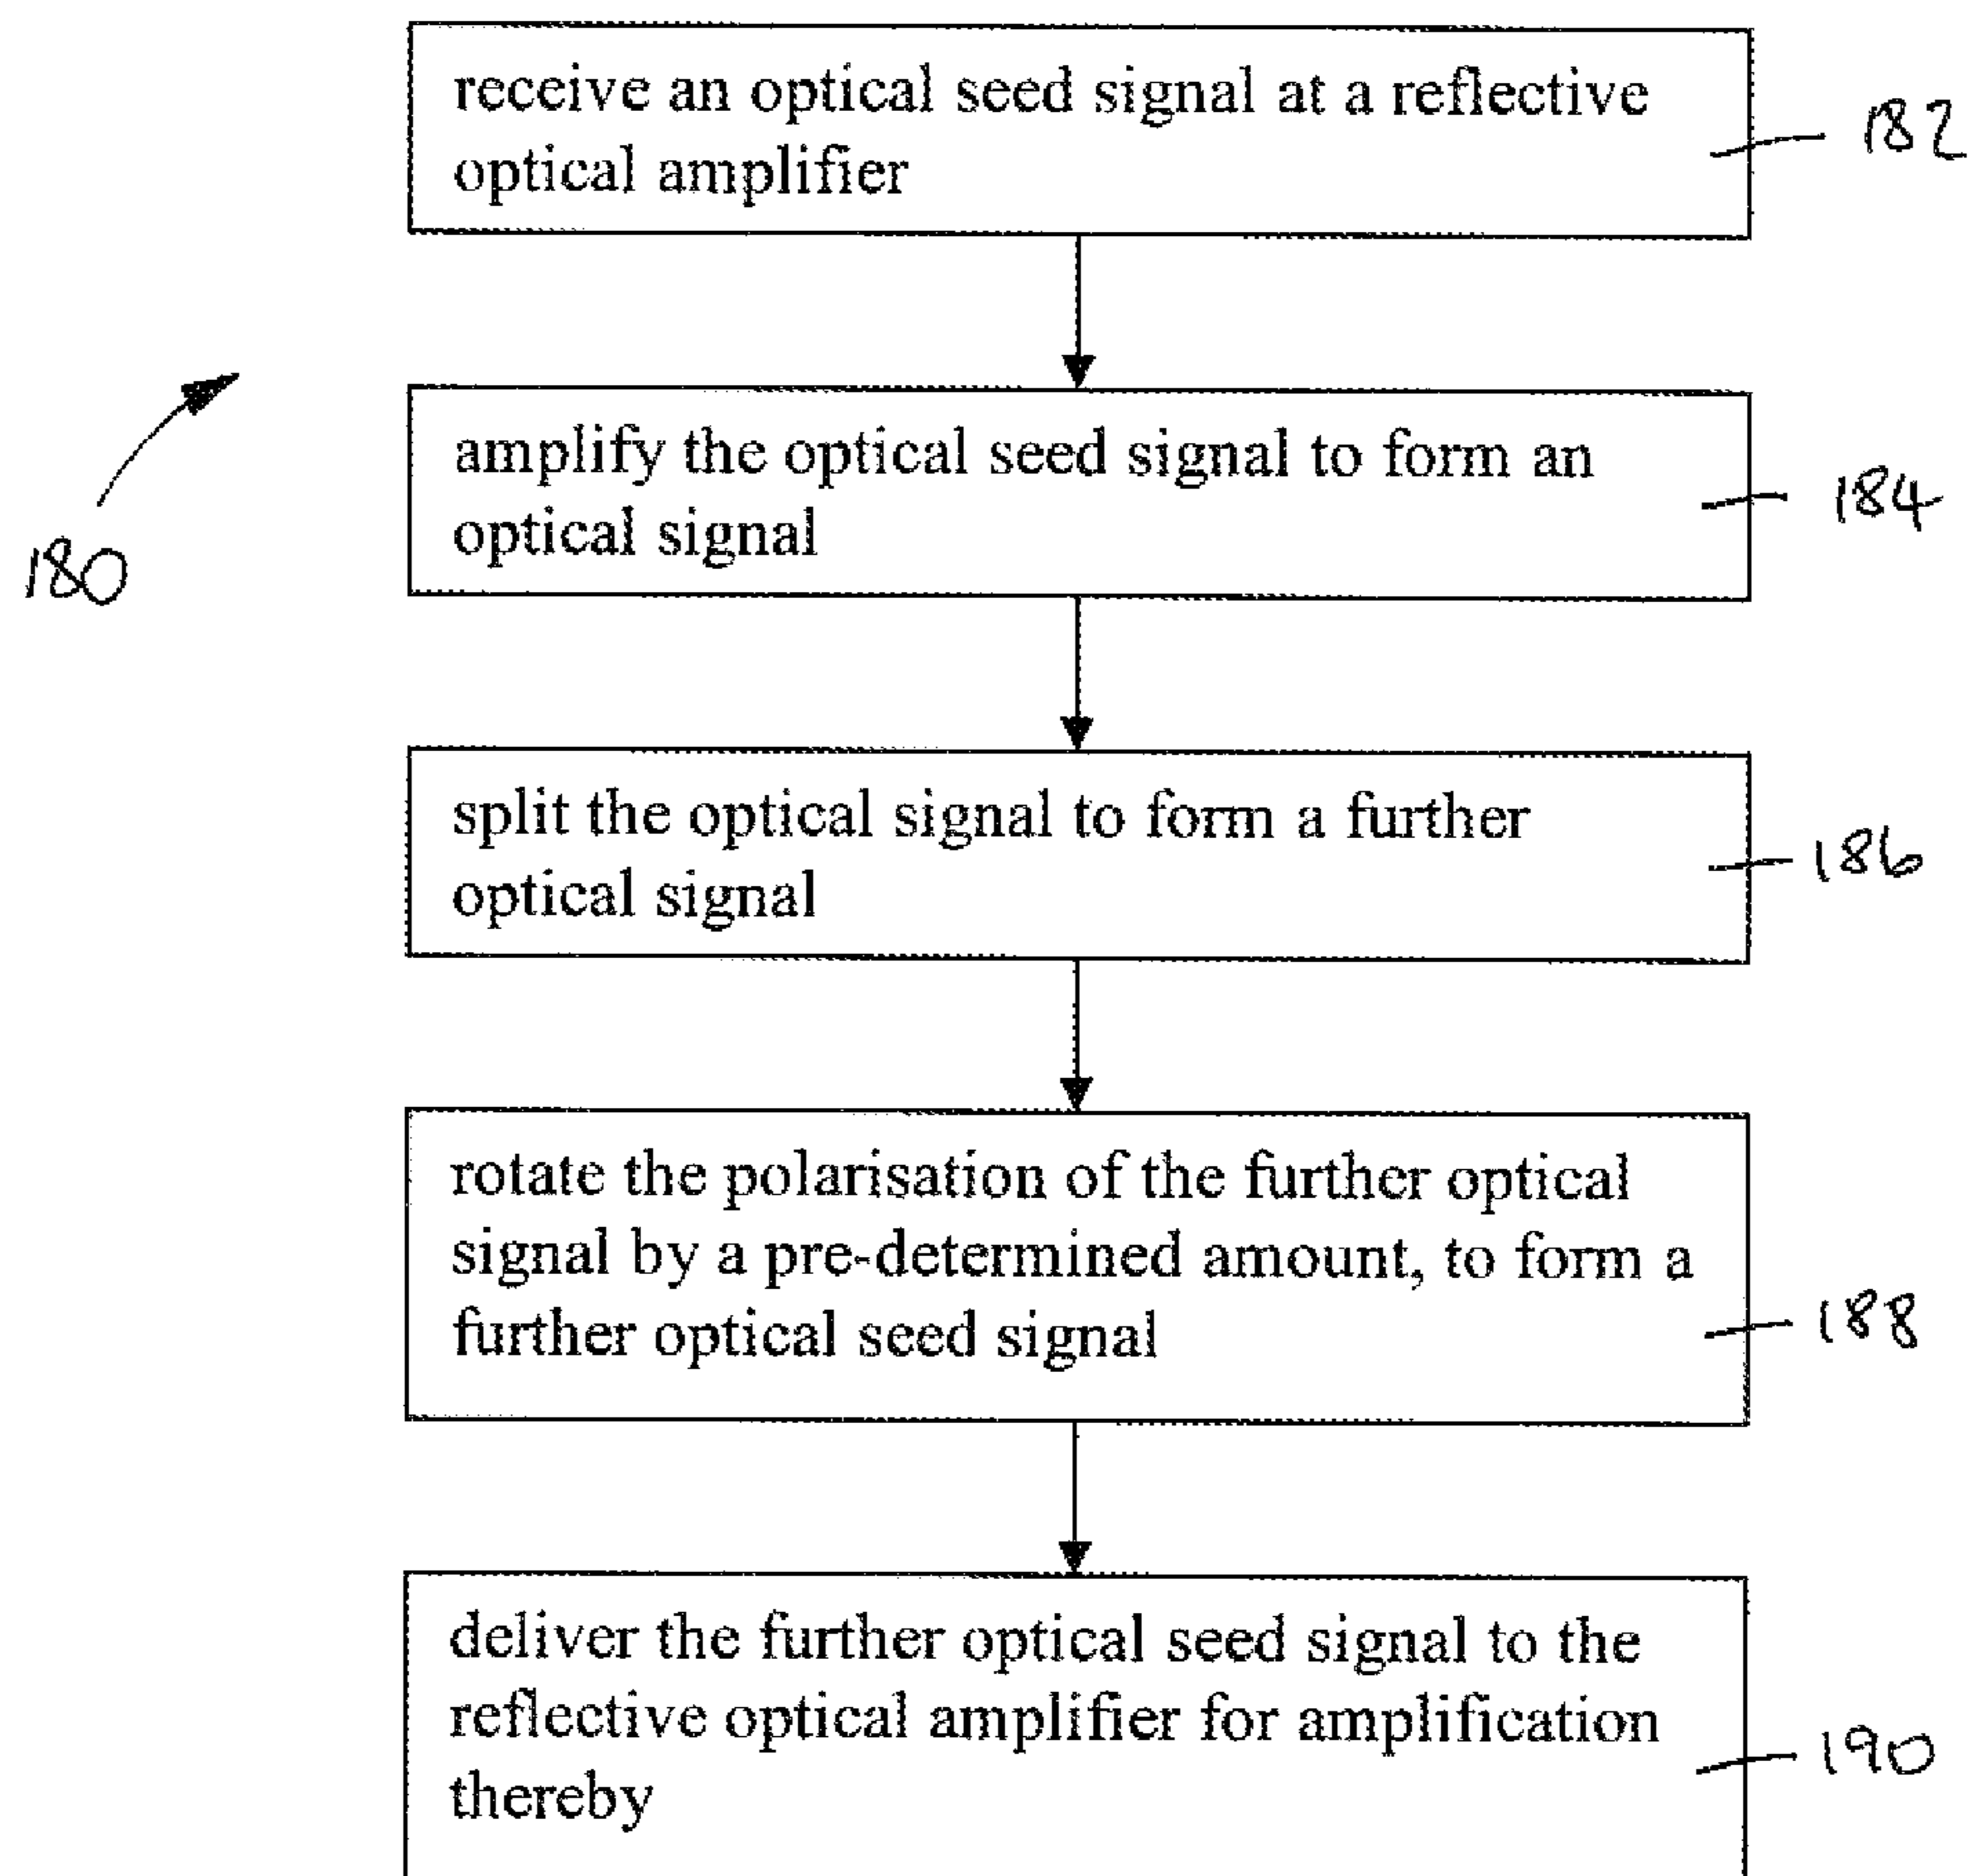 receive an optical seed signal at a reflective
optical amplifier
182
amplify the optical seed signal to form an
optical signal
184
180
split the optical signal to form a further
optical signal
186
rotate the polarisation of the further optical
signal by a pre-determined amount, to form a
further optical seed signal
188
deliver the further optical seed signal to the
reflective optical amplifier for amplification
thereby
190